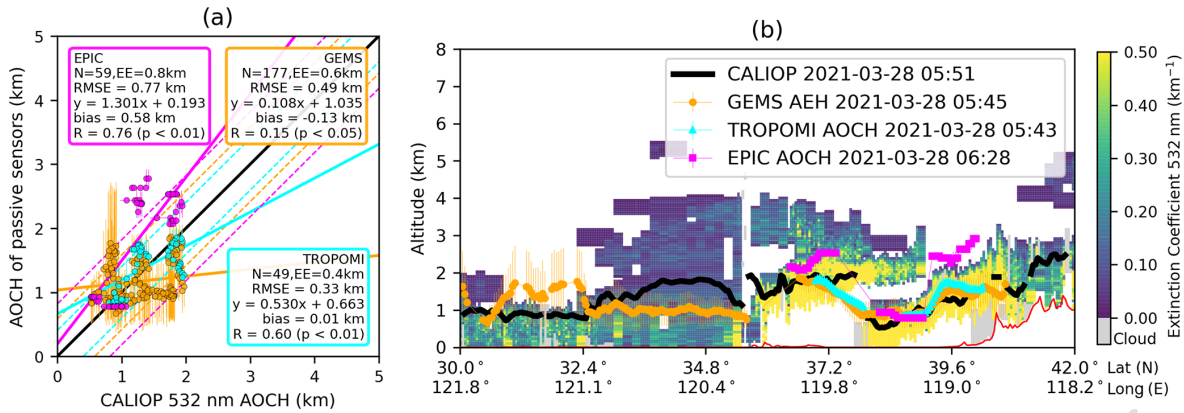 (a)
AOCH of passive sensors (km)
5
4
3
2
1
0
EPIC
N=59,EE=0.8km
RMSE = 0.77 km
y = 1.301x + 0.193
bias = 0.58 km
R = 0.76 (p < 0.01)
GEMS
N=177,EE=0.6km
RMSE = 0.49 km
y = 0.108x + 1.035
bias = -0.13 km
R = 0.15 (p < 0.05)
TROPOMI
N=49,EE=0.4km
RMSE = 0.33 km
y = 0.530x + 0.663
bias = 0.01 km
R = 0.60 (p < 0.01)
0 1 2 3 4 5
CALIOP 532 nm AOCH (km)
(b)
Altitude (km)
8
7
6
5
4
3
2
1
0
CALIOP 2021-03-28 05:51
GEMS AEH 2021-03-28 05:45
TROPOMI AOCH 2021-03-28 05:43
EPIC AOCH 2021-03-28 06:28
30.0° 32.4° 34.8° 37.2° 39.6° 42.0° Lat (N)
121.8° 121.1° 120.4° 119.8° 119.0° 118.2° Long (E)
0.50
0.40
0.30
0.20
0.10
0.00
Cloud
Extinction Coefficient 532 nm (km⁻¹)